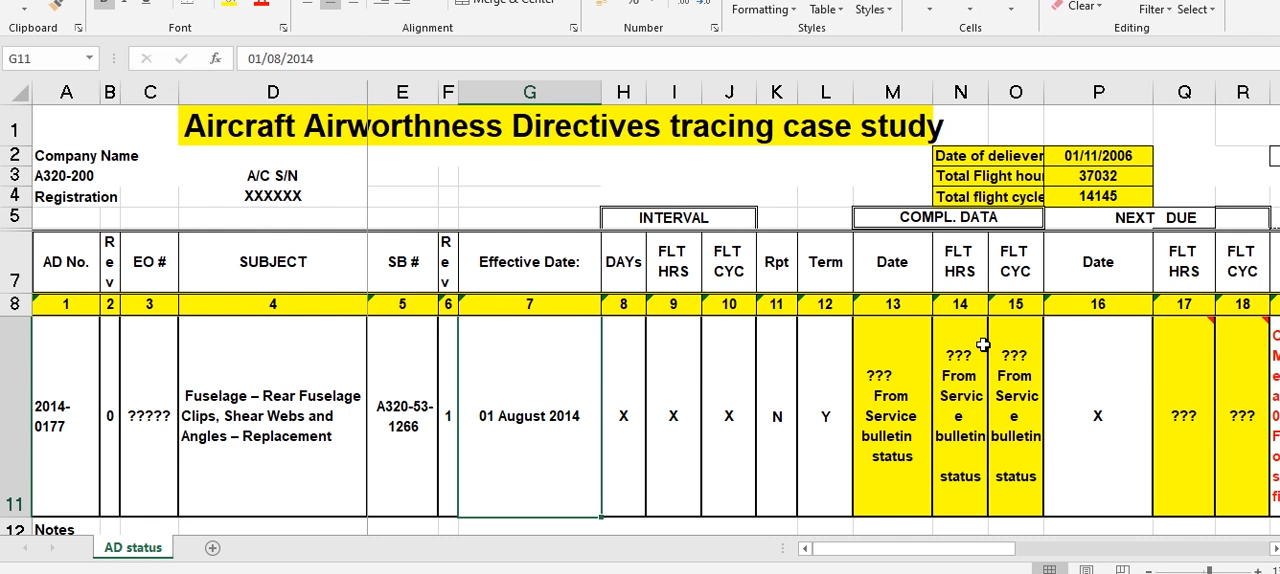 Merge & Center
%
.00
Formatting
Table
Styles
Clear
Filter
Select
Clipboard
Font
Alignment
Number
Styles
Cells
Editing
G11
fx
01/08/2014
A B C D E F G H I J K L M N O P Q R
1 Aircraft Airworthness Directives tracing case study
2 Company Name Date of deliever 01/11/2006
3 A320-200 A/C S/N Total Flight hou 37032
4 Registration XXXXXX Total flight cycle 14145
5 INTERVAL COMPL. DATA NEXT DUE
7 AD No. Rev EO # SUBJECT SB # Rev Effective Date: DAYs FLT HRS FLT CYC Rpt Term Date FLT HRS FLT CYC Date FLT HRS FLT CYC
8 1 2 3 4 5 6 7 8 9 10 11 12 13 14 15 16 17 18
11 2014-0177 0 ????? Fuselage – Rear Fuselage Clips, Shear Webs and Angles – Replacement A320-53-1266 1 01 August 2014 X X X N Y ??? From Service bulletin status ??? From Service bulletin status ??? From Service bulletin status X ??? ???
12 Notes
AD status